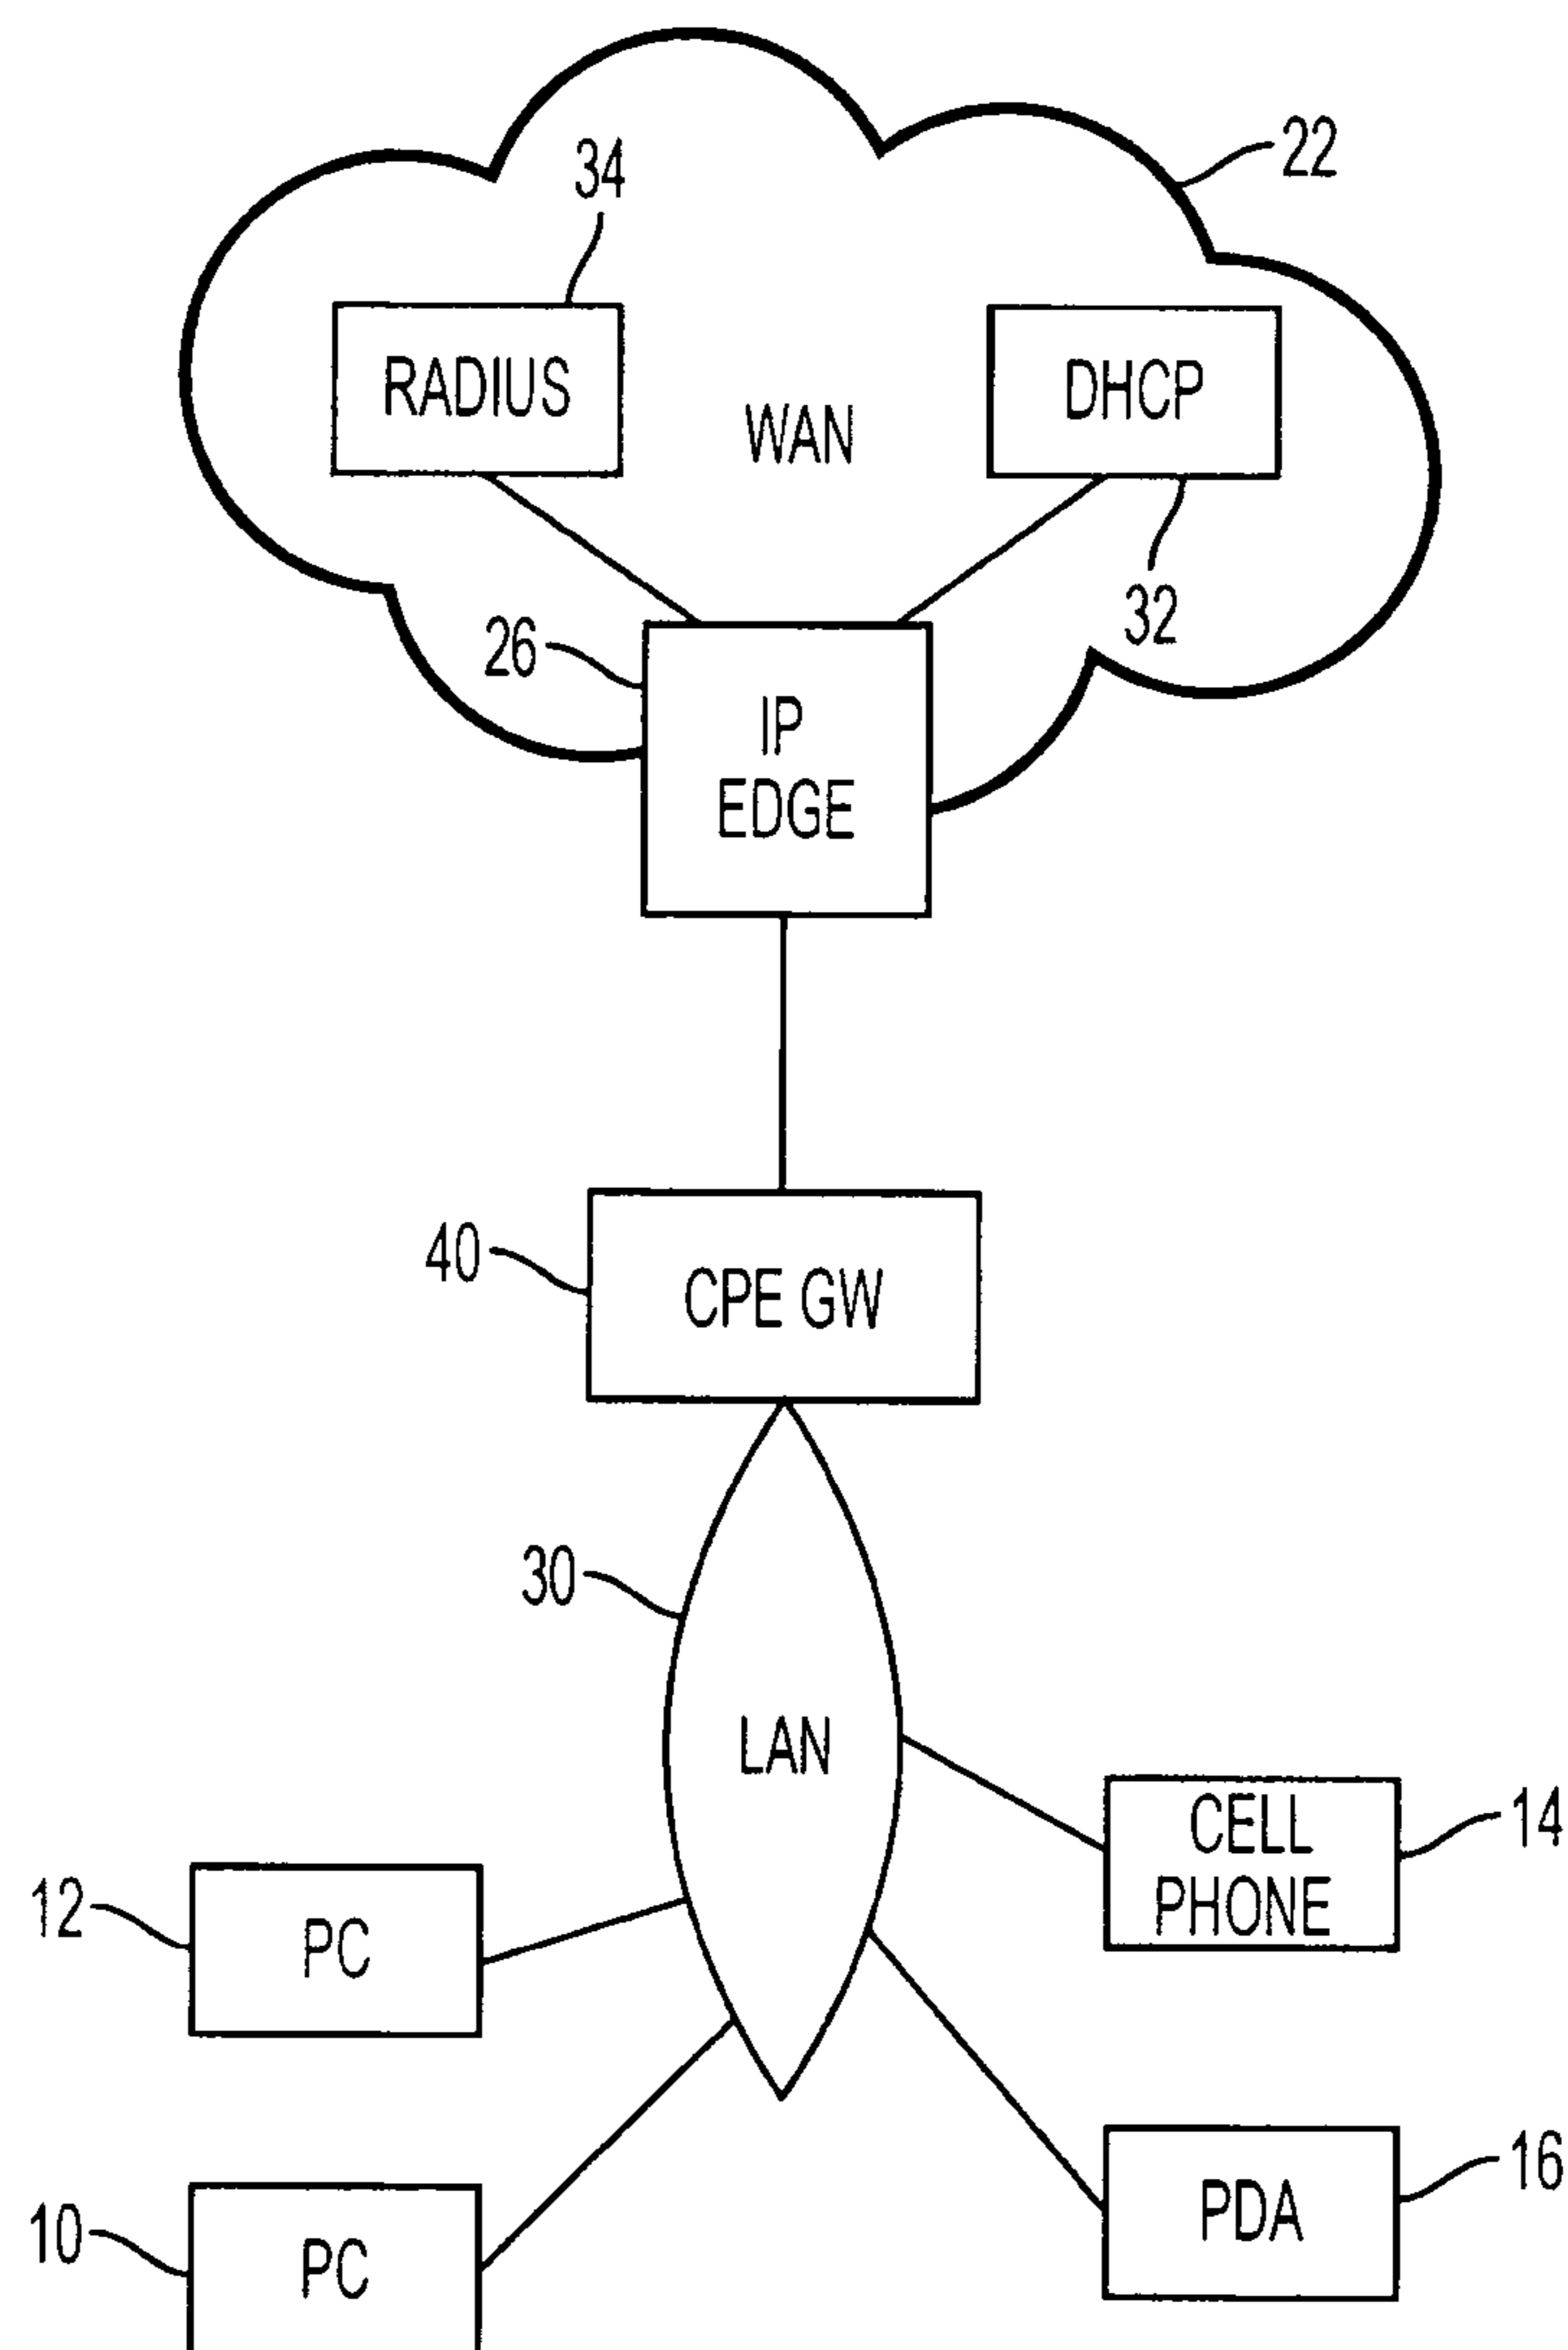 22
34
RADIUS
DHCP
WAN
32
26
IP
EDGE
40
CPE GW
30
LAN
CELL
PHONE
14
12
PC
16
PDA
10
PC